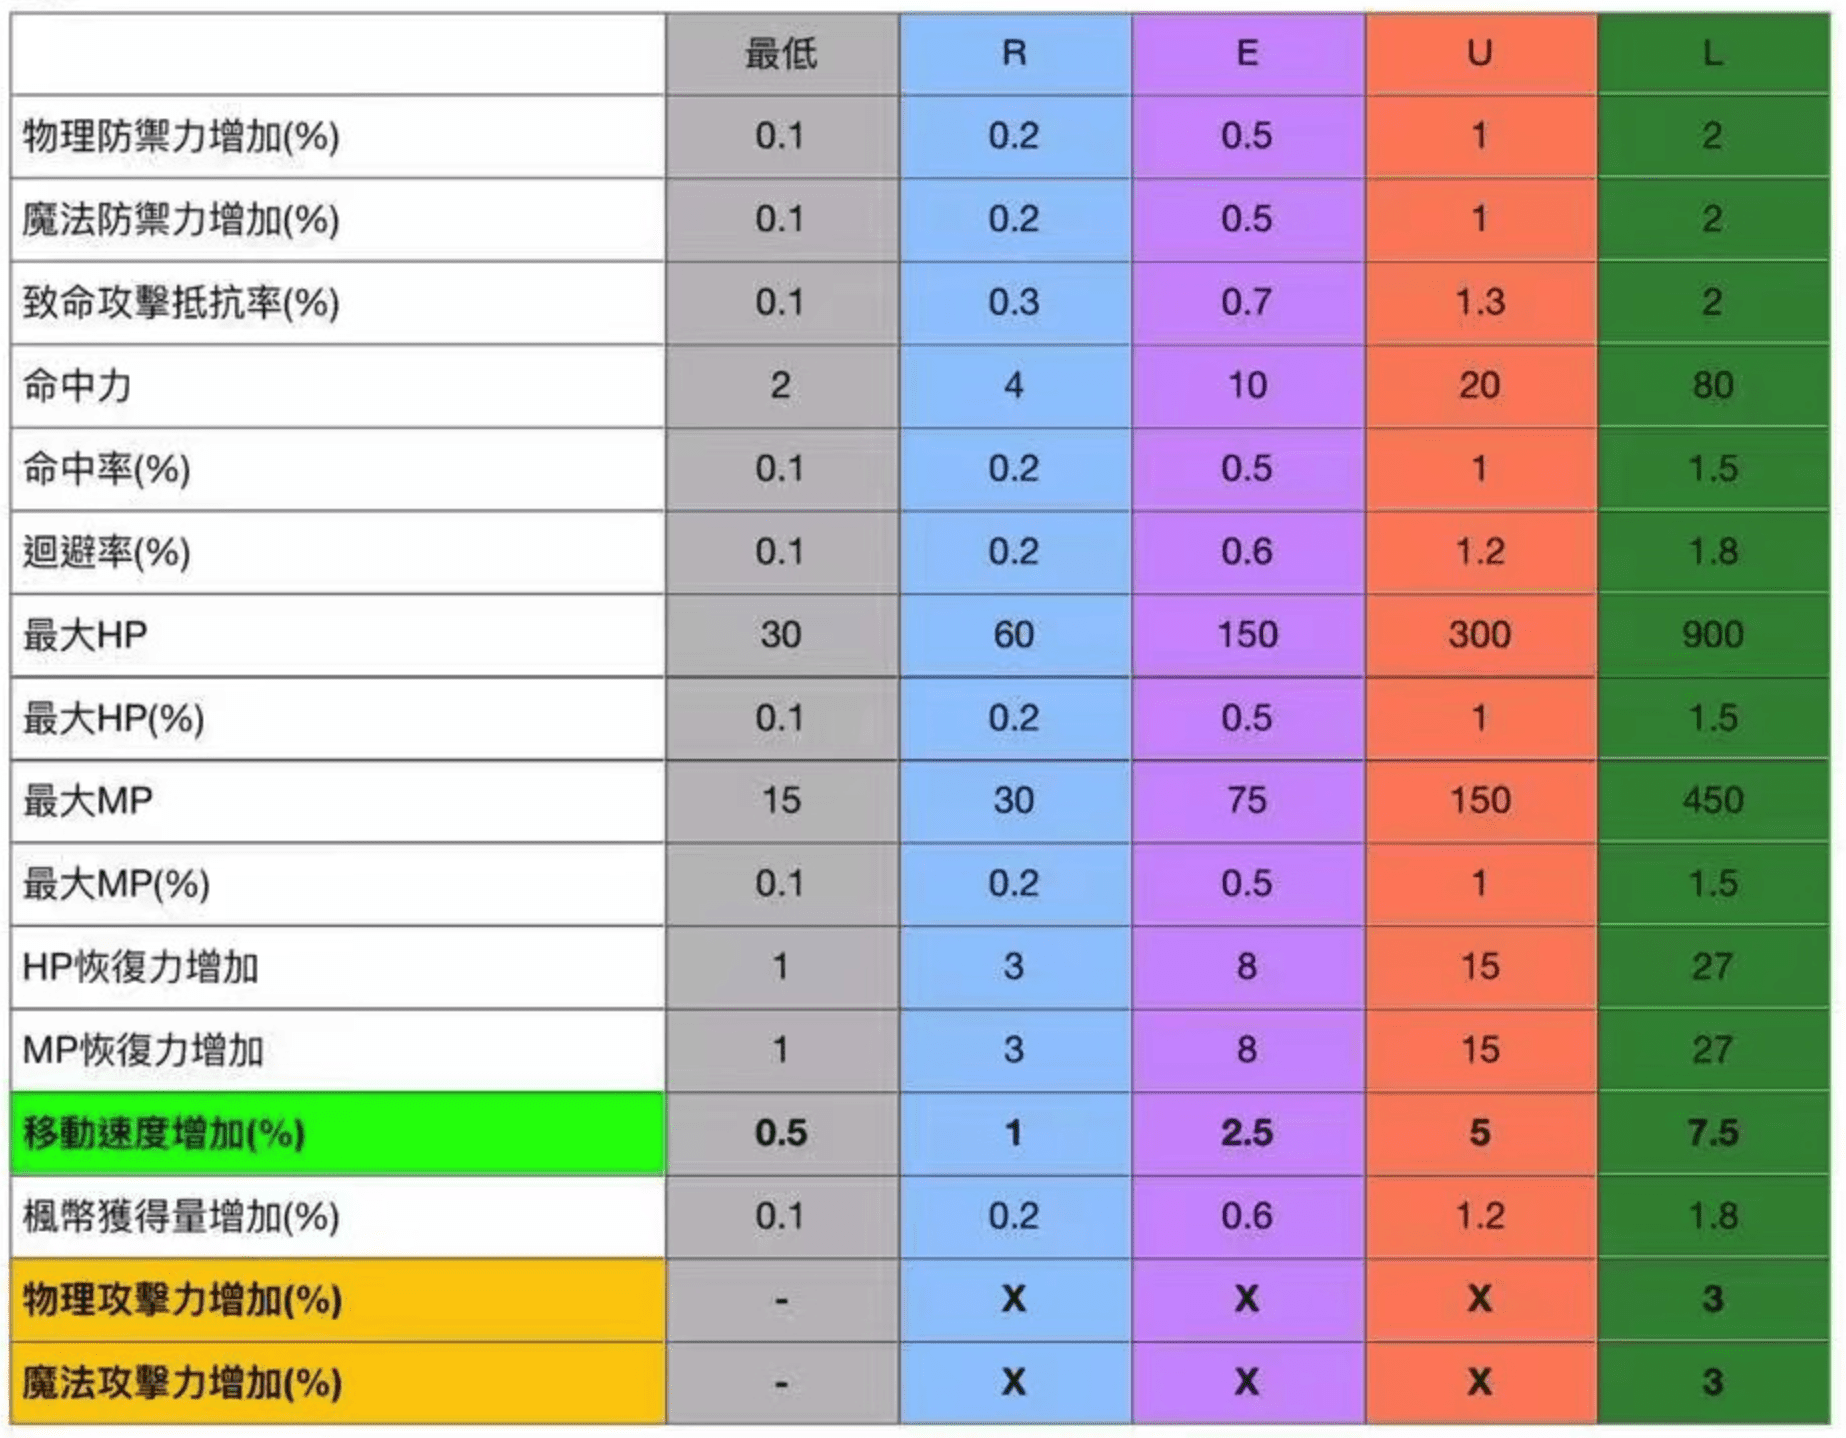 最低 R E U L
物理防禦力增加(%) 0.1 0.2 0.5 1 2
魔法防禦力增加(%) 0.1 0.2 0.5 1 2
致命攻擊抵抗率(%) 0.1 0.3 0.7 1.3 2
命中力 2 4 10 20 80
命中率(%) 0.1 0.2 0.5 1 1.5
迴避率(%) 0.1 0.2 0.6 1.2 1.8
最大HP 30 60 150 300 900
最大HP(%) 0.1 0.2 0.5 1 1.5
最大MP 15 30 75 150 450
最大MP(%) 0.1 0.2 0.5 1 1.5
HP恢復力增加 1 3 8 15 27
MP恢復力增加 1 3 8 15 27
移動速度增加(%) 0.5 1 2.5 5 7.5
楓幣獲得量增加(%) 0.1 0.2 0.6 1.2 1.8
物理攻擊力增加(%) - X X X 3
魔法攻擊力增加(%) - X X X 3